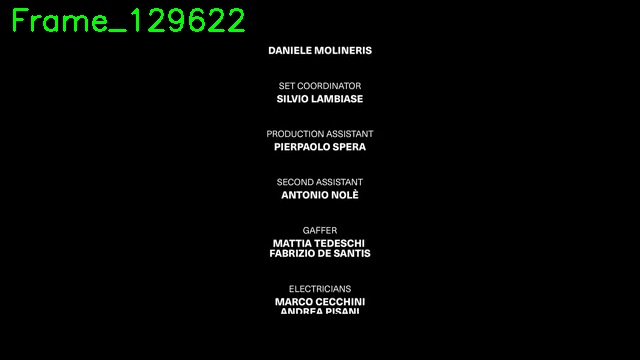 Frame_129622
DANIELE MOLINERIS
SET COORDINATOR
SILVIO LAMBIASE
PRODUCTION ASSISTANT
PIERPAOLO SPERA
SECOND ASSISTANT
ANTONIO NOLÈ
GAFFER
MATTIA TEDESCHI
FABRIZIO DE SANTIS
ELECTRICIANS
MARCO CECCHINI
ANDREA PISANI